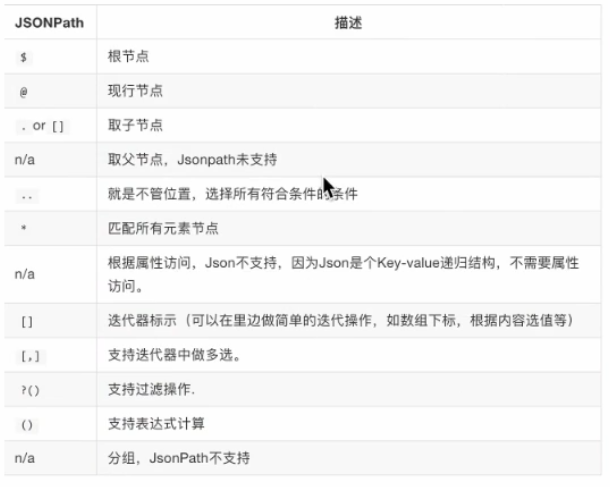 JSONPath 描述
$ 根节点
@ 现行节点
. or [] 取子节点
n/a 取父节点，Jsonpath未支持
.. 就是不管位置，选择所有符合条件的条件
* 匹配所有元素节点
n/a 根据属性访问，Json不支持，因为Json是个Key-value递归结构，不需要属性
访问。
[] 迭代器标示（可以在里边做简单的迭代操作，如数组下标，根据内容选值等）
[,] 支持迭代器中做多选。
?() 支持过滤操作.
() 支持表达式计算
n/a 分组，JsonPath不支持